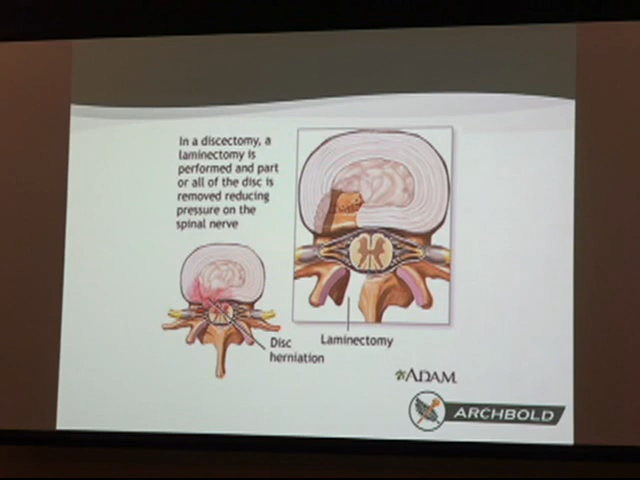 In a discectomy, a
laminectomy is
performed and part
or all of the disc is
removed reducing
pressure on the
spinal nerve
Disc
herniation
Laminectomy
ADAM
ARCHBOLD